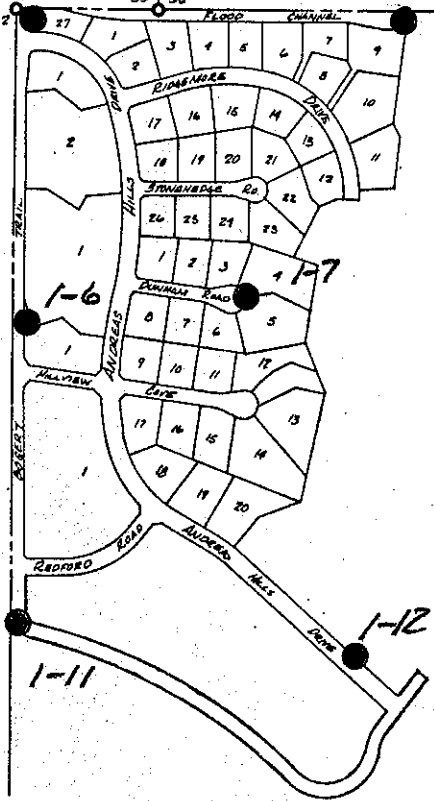 2
36
FLOOD CHANNEL
27 1 3 4 5 6 7 9
2 8
1 DRIVE RIDGEMORE DRIVE
10
17 16 15 14 13
2
11
18 19 20 21 12
STONEHEDGE RD. 22
HILLS
26 25 24 23
TRAIL
1 1 2 3 4
1-7
DUNHAM ROAD
1-6
8 7 6 5
ANDREAS
1 9 10 11 12
HILLVIEW COVE
13
17 16 15 14
BOGERT
1 18 19 20
ROAD
REDFORD
ANDREAS HILLS DRIVE
1-12
1-11